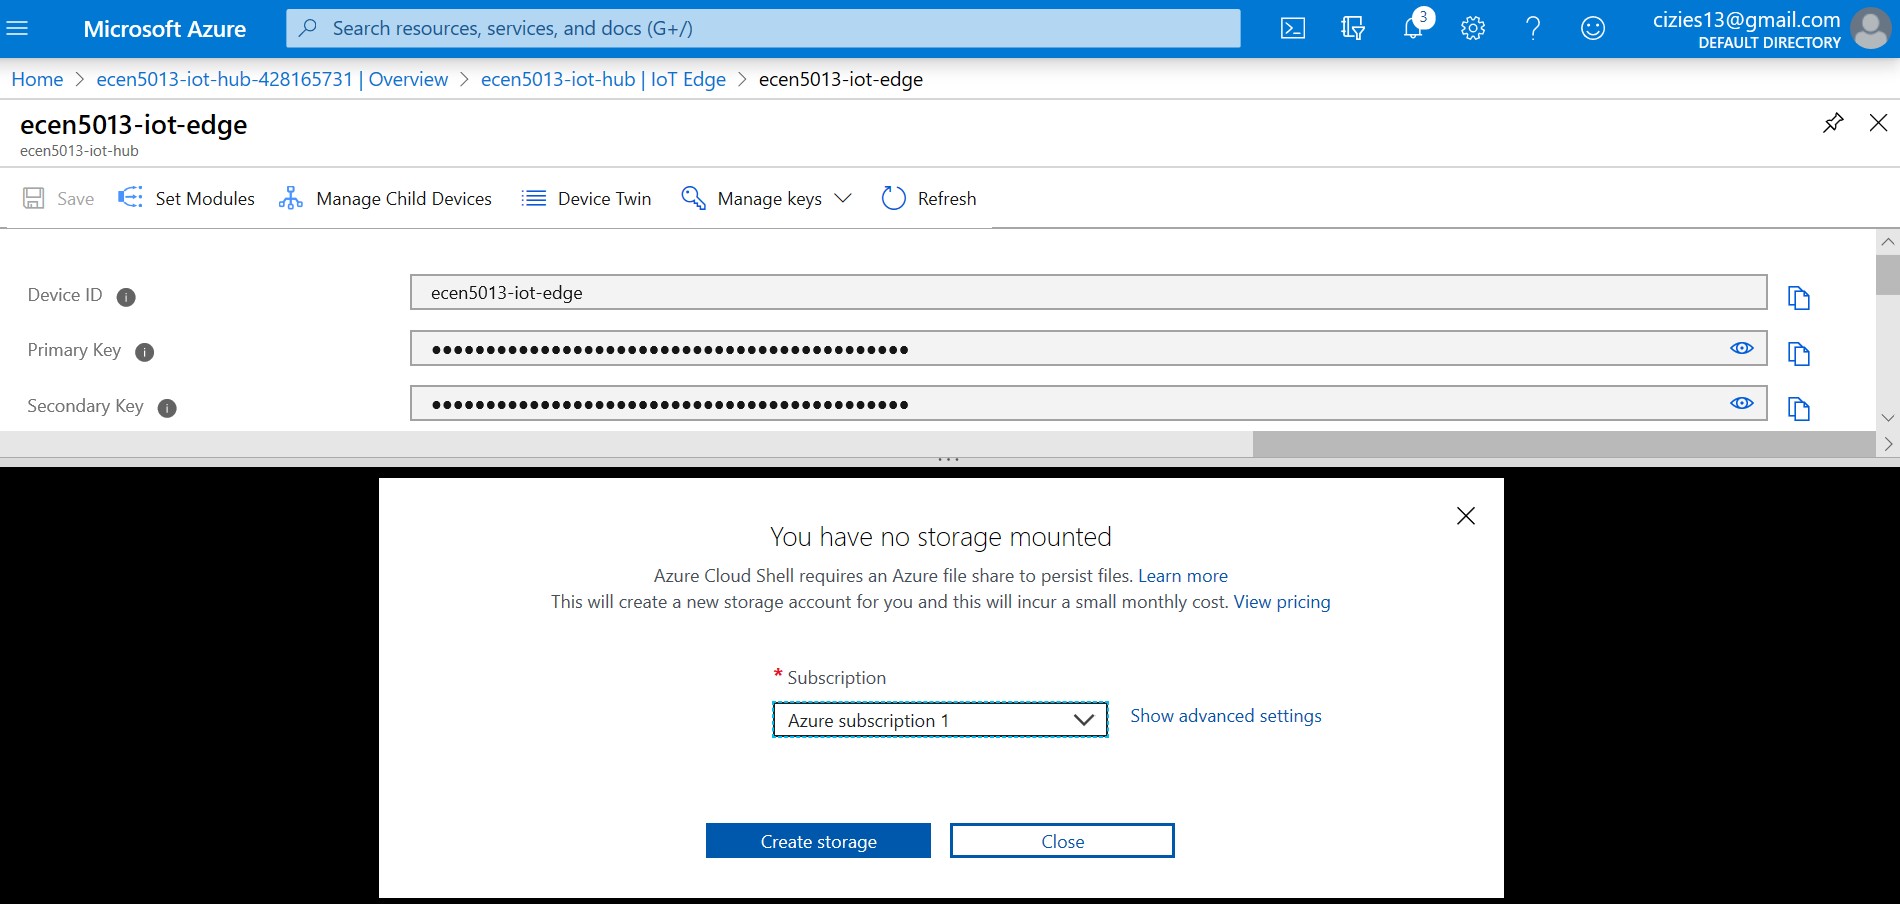 Microsoft Azure
Search resources, services, and docs (G+/)
3
cizies13@gmail.com
DEFAULT DIRECTORY
Home > ecen5013-iot-hub-428165731 | Overview > ecen5013-iot-hub | IoT Edge > ecen5013-iot-edge
ecen5013-iot-edge
ecen5013-iot-hub
Save Set Modules Manage Child Devices Device Twin Manage keys Refresh
Device ID ecen5013-iot-edge
Primary Key ••••••••••••••••••••••••••••••••••••••••••••
Secondary Key ••••••••••••••••••••••••••••••••••••••••••••
You have no storage mounted
Azure Cloud Shell requires an Azure file share to persist files. Learn more
This will create a new storage account for you and this will incur a small monthly cost. View pricing
* Subscription
Azure subscription 1 Show advanced settings
Create storage Close